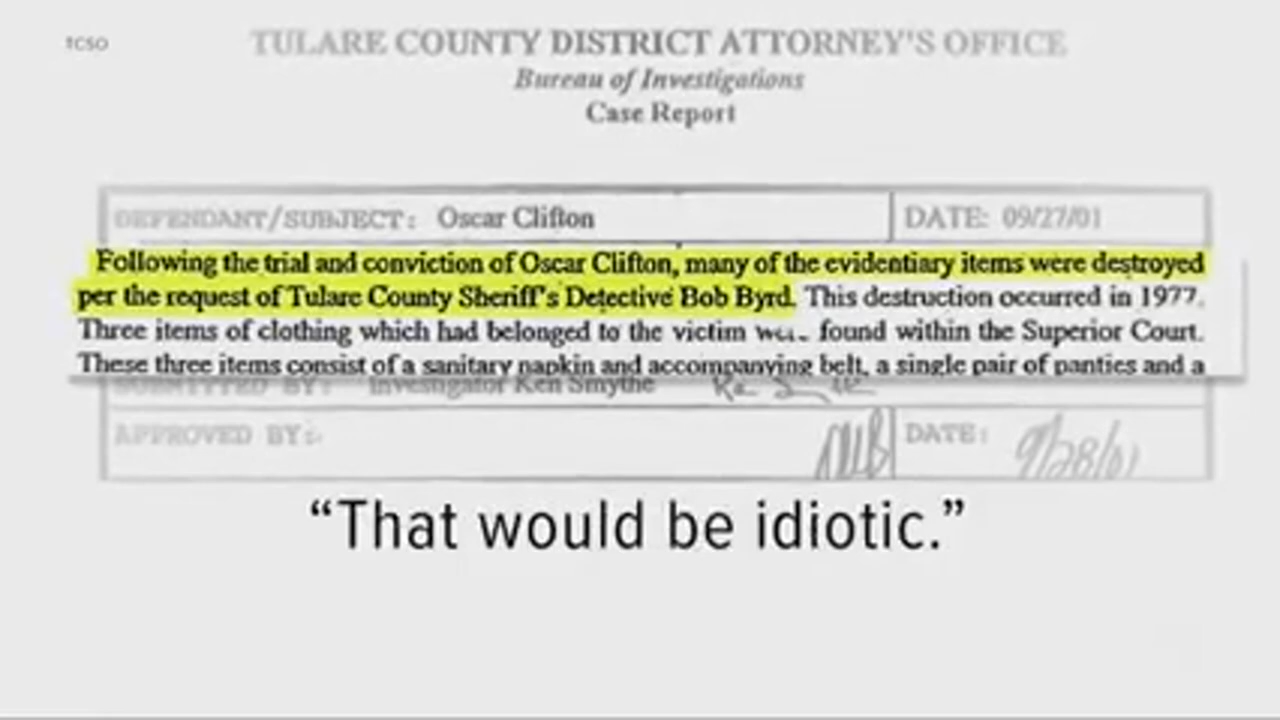 TCSO
TULARE COUNTY DISTRICT ATTORNEY'S OFFICE
Bureau of Investigations
Case Report
DEFENDANT/SUBJECT: Oscar Clifton
DATE: 09/27/01
Following the trial and conviction of Oscar Clifton, many of the evidentiary items were destroyed
per the request of Tulare County Sheriff's Detective Bob Byrd. This destruction occurred in 1977.
Three items of clothing which had belonged to the victim found within the Superior Court.
These three items consist of a sanitary napkin and accompanying belt, a single pair of panties and a
SUBMITTED BY: Investigator Ken Smythe
APPROVED BY:
DATE: 9/28/01
“That would be idiotic.”